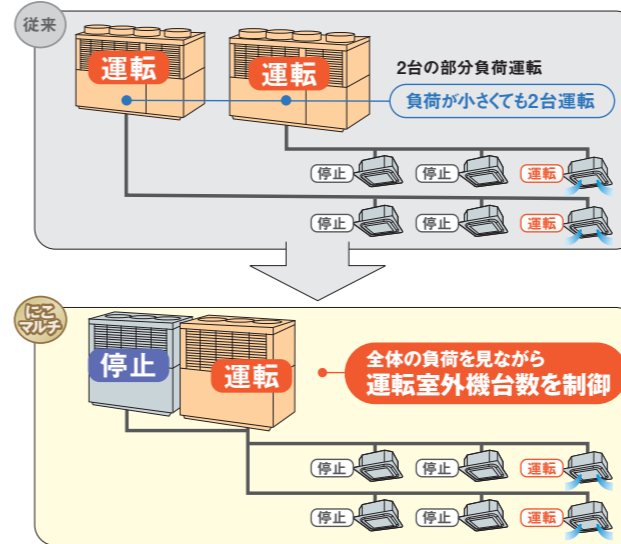 従来
運転
運転
2台の部分負荷運転
負荷が小さくても2台運転
停止
停止
運転
停止
停止
運転
にこ
マルチ
停止
運転
全体の負荷を見ながら
運転室外機台数を制御
停止
停止
運転
停止
停止
運転